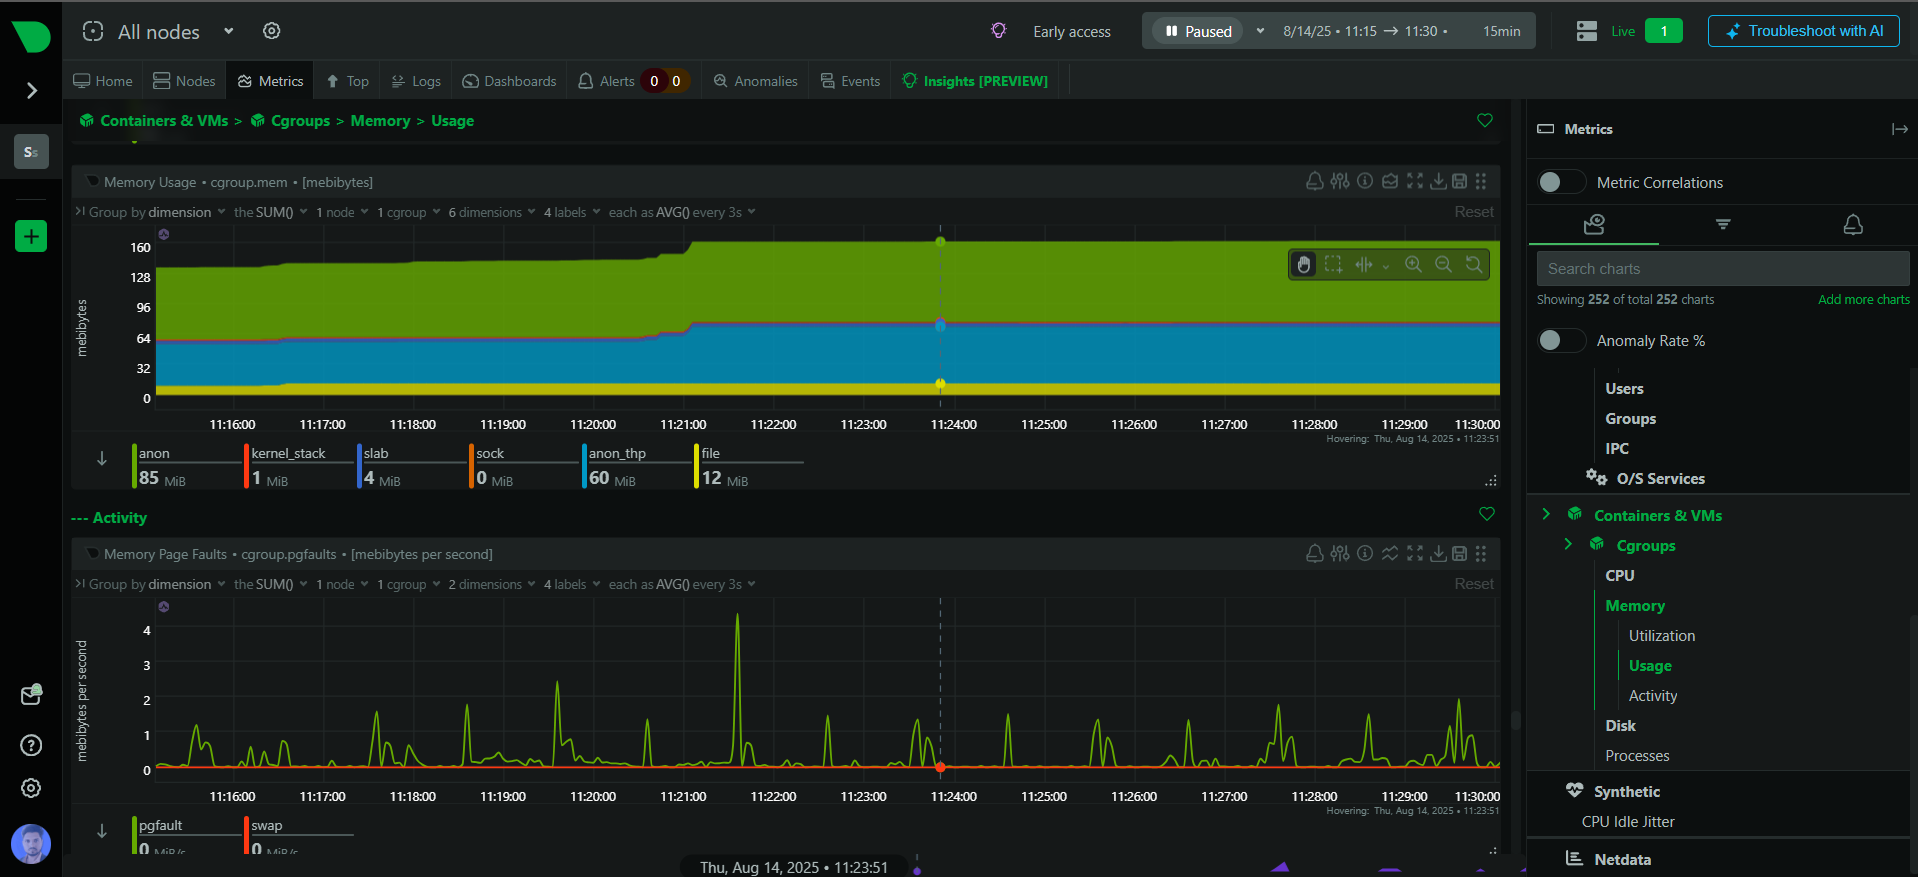 All nodes
Early access
Paused
8/14/25 • 11:15 → 11:30 •
15min
Live
1
Troubleshoot with AI
Home
Nodes
Metrics
Top
Logs
Dashboards
Alerts 0 0
Anomalies
Events
Insights [PREVIEW]
Ss
Containers & VMs > Cgroups > Memory > Usage
Memory Usage • cgroup.mem • [mebibytes]
Group by dimension the SUM() 1 node 1 cgroup 6 dimensions 4 labels each as AVG() every 3s
Reset
mebibytes
160
128
96
64
32
0
11:16:00 11:17:00 11:18:00 11:19:00 11:20:00 11:21:00 11:22:00 11:23:00 11:24:00 11:25:00 11:26:00 11:27:00 11:28:00 11:29:00 11:30:00
Hovering: Thu, Aug 14, 2025 • 11:23:51
anon kernel_stack slab sock anon_thp file
85 MiB 1 MiB 4 MiB 0 MiB 60 MiB 12 MiB
--- Activity
Memory Page Faults • cgroup.pgfaults • [mebibytes per second]
Group by dimension the SUM() 1 node 1 cgroup 2 dimensions 4 labels each as AVG() every 3s
Reset
mebibytes per second
4
3
2
1
0
11:16:00 11:17:00 11:18:00 11:19:00 11:20:00 11:21:00 11:22:00 11:23:00 11:24:00 11:25:00 11:26:00 11:27:00 11:28:00 11:29:00 11:30:00
Hovering: Thu, Aug 14, 2025 • 11:23:51
pgfault swap
0 MiB/s 0 MiB/s
Thu, Aug 14, 2025 • 11:23:51
Metrics
Metric Correlations
Search charts
Showing 252 of total 252 charts
Add more charts
Anomaly Rate %
Users
Groups
IPC
O/S Services
Containers & VMs
Cgroups
CPU
Memory
Utilization
Usage
Activity
Disk
Processes
Synthetic
CPU Idle Jitter
Netdata